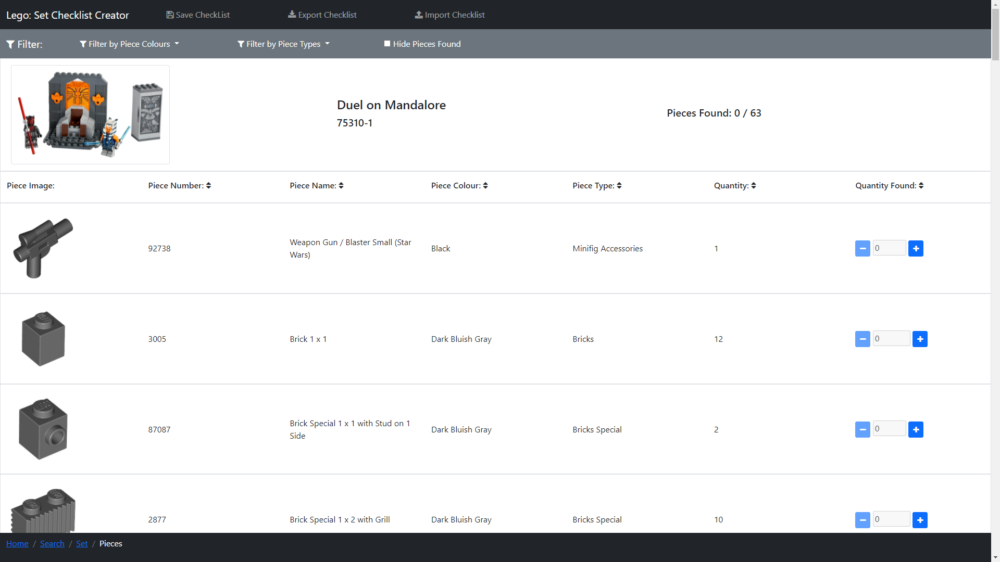 Lego: Set Checklist Creator
Save CheckList
Export Checklist
Import Checklist
Filter:
Filter by Piece Colours
Filter by Piece Types
Hide Pieces Found
Duel on Mandalore
75310-1
Pieces Found: 0 / 63
Piece Image:
Piece Number:
Piece Name:
Piece Colour:
Piece Type:
Quantity:
Quantity Found:
92738
Weapon Gun / Blaster Small (Star
Wars)
Black
Minifig Accessories
1
0
3005
Brick 1 x 1
Dark Bluish Gray
Bricks
12
0
87087
Brick Special 1 x 1 with Stud on 1
Side
Dark Bluish Gray
Bricks Special
2
0
2877
Brick Special 1 x 2 with Grill
Dark Bluish Gray
Bricks Special
10
0
Home / Search / Set / Pieces